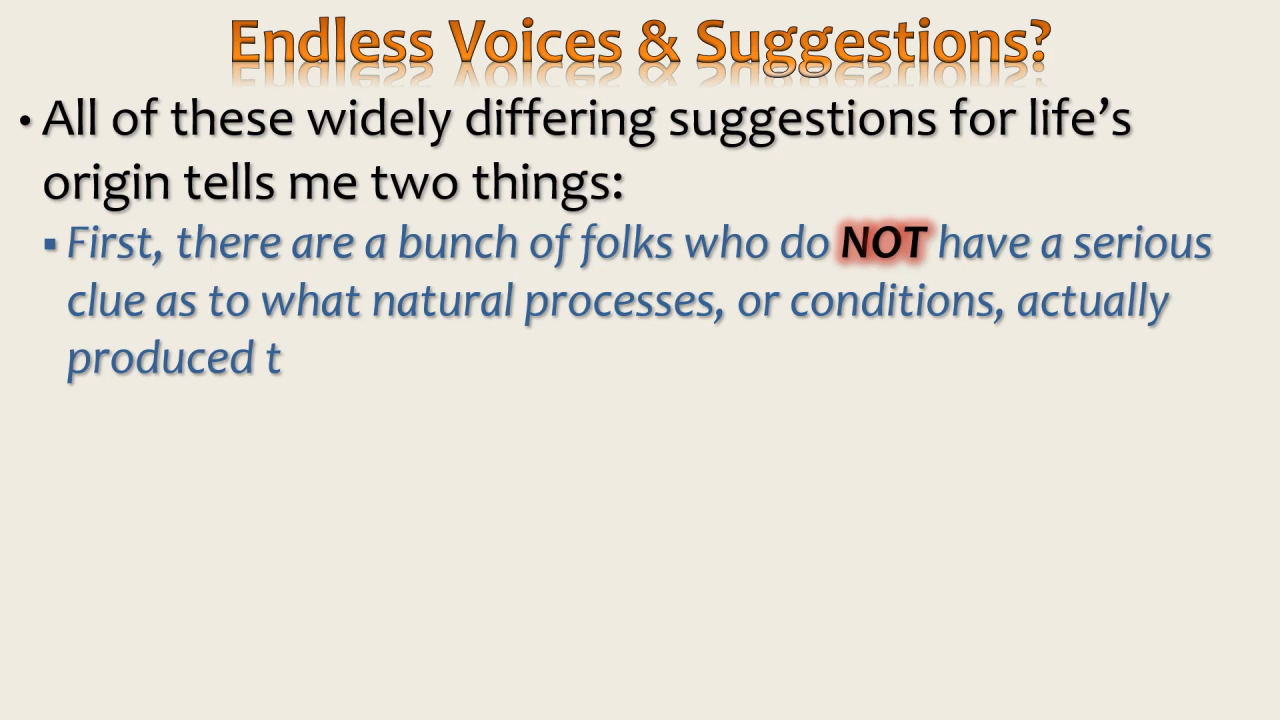 Endless Voices & Suggestions?
• All of these widely differing suggestions for life’s
origin tells me two things:
▪ First, there are a bunch of folks who do NOT have a serious
clue as to what natural processes, or conditions, actually
produced t